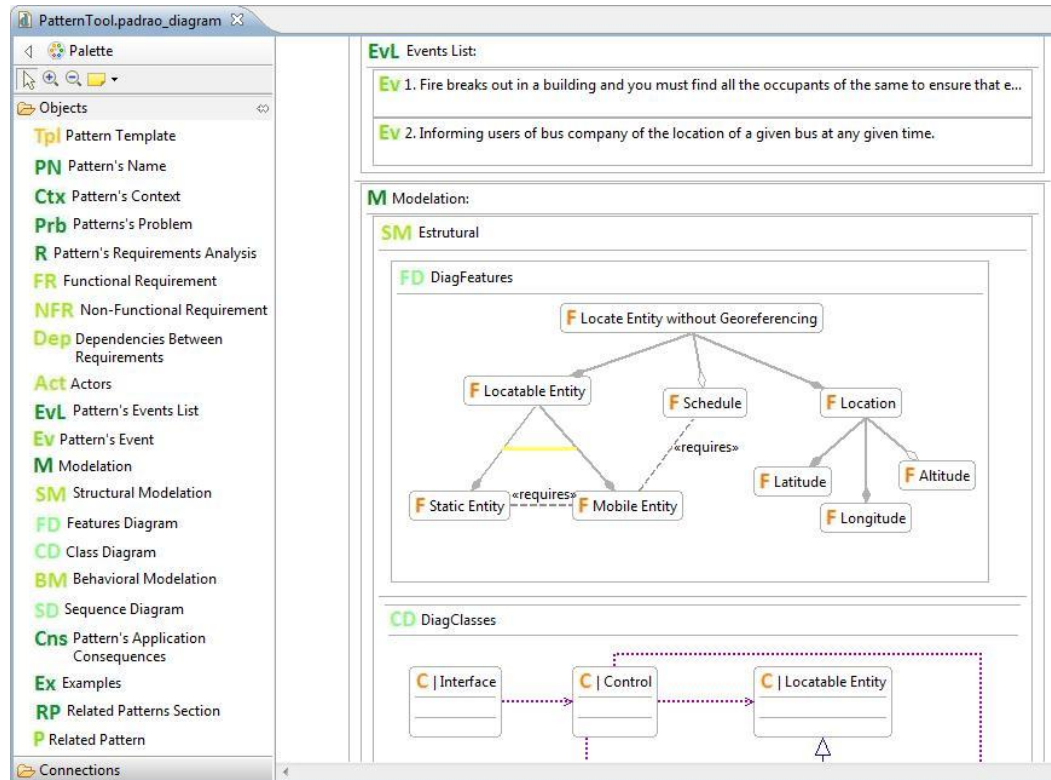 PatternTool.padrao_diagram
Palette
Objects
Tpl Pattern Template
PN Pattern's Name
Ctx Pattern's Context
Prb Patterns's Problem
R Pattern's Requirements Analysis
FR Functional Requirement
NFR Non-Functional Requirement
Dep Dependencies Between
Requirements
Act Actors
EvL Pattern's Events List
Ev Pattern's Event
M Modelation
SM Structural Modelation
FD Features Diagram
CD Class Diagram
BM Behavioral Modelation
SD Sequence Diagram
Cns Pattern's Application
Consequences
Ex Examples
RP Related Patterns Section
P Related Pattern
Connections
EvL Events List:
Ev 1. Fire breaks out in a building and you must find all the occupants of the same to ensure that e...
Ev 2. Informing users of bus company of the location of a given bus at any given time.
M Modelation:
SM Estrutural
FD DiagFeatures
F Locate Entity without Georeferencing
F Locatable Entity
F Schedule
F Location
«requires»
F Latitude
F Altitude
F Static Entity
«requires»
F Mobile Entity
F Longitude
CD DiagClasses
C | Interface
C | Control
C | Locatable Entity